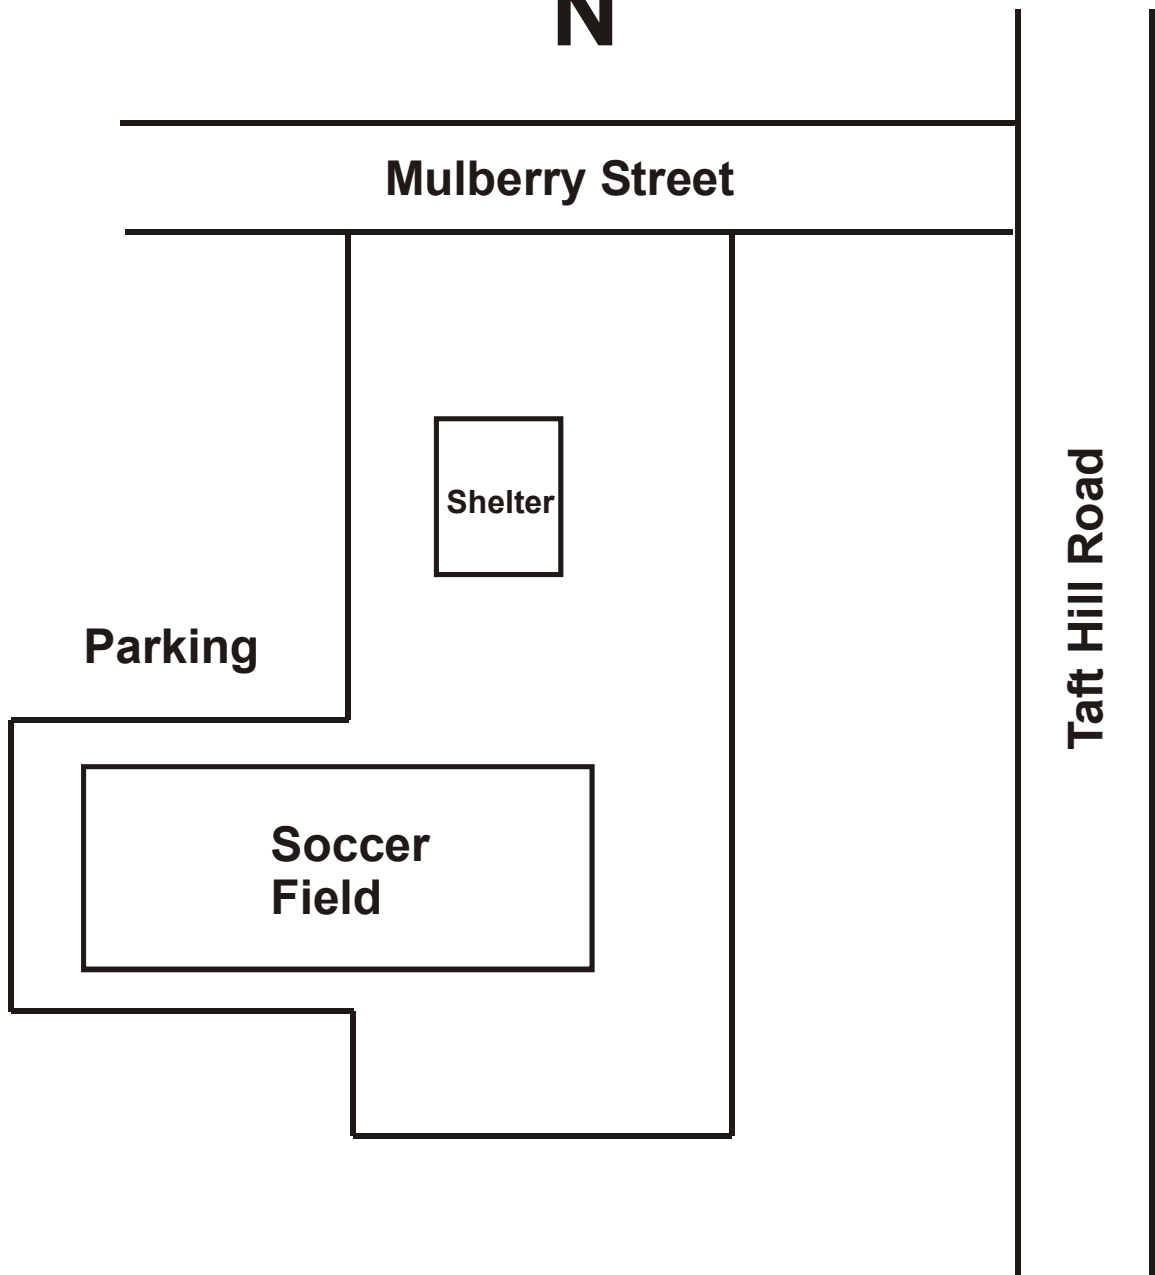 N
Mulberry Street
Shelter
Taft Hill Road
Parking
Soccer
Field